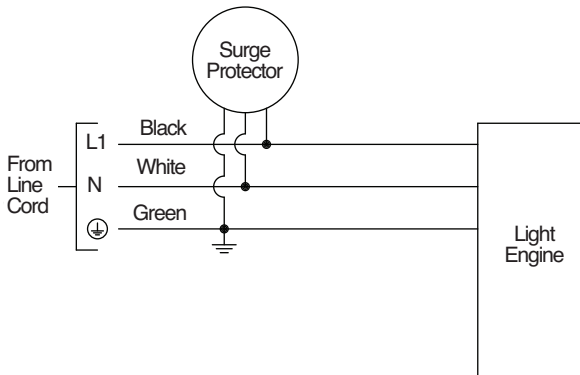 Surge
Protector
L1
Black
From
Line
Cord
N
White
Green
Light
Engine